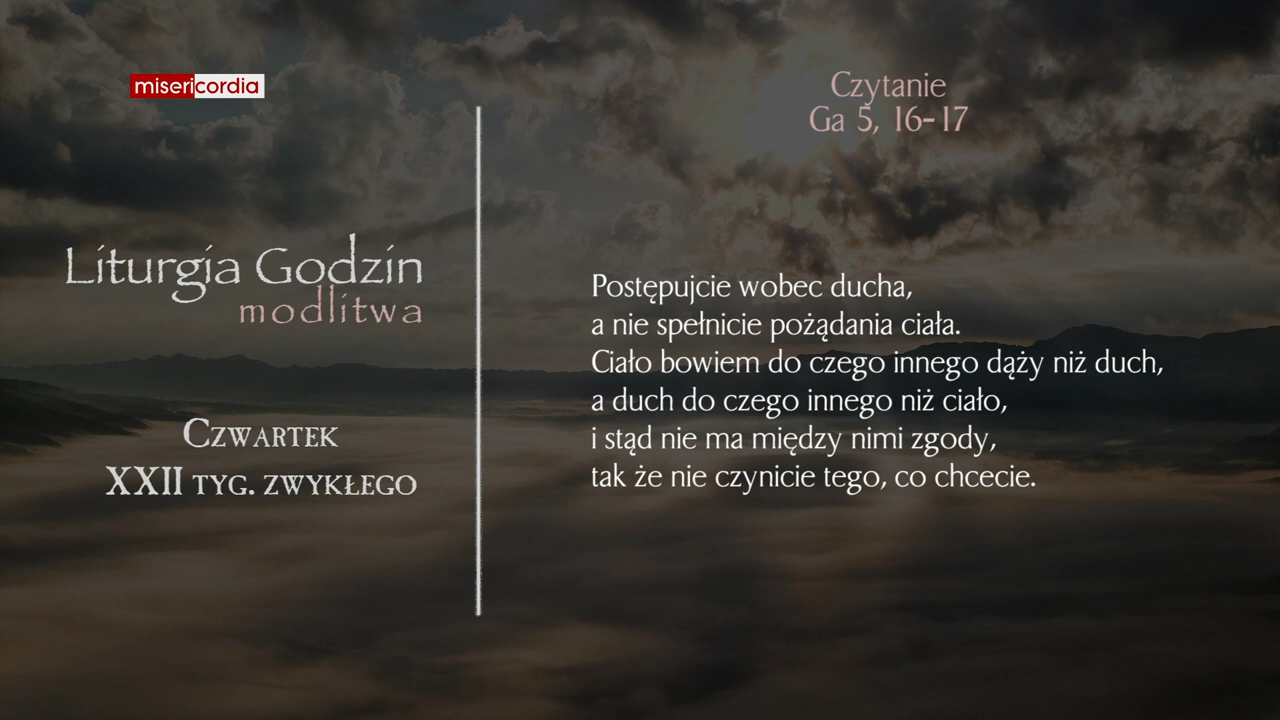 misericordia
Liturgia Godzin
modlitwa
Czwartek
XXII tyg. zwykłego
Czytanie
Ga 5, 16-17
Postępujcie wobec ducha,
a nie spełnicie pożądania ciała.
Ciało bowiem do czego innego dąży niż duch,
a duch do czego innego niż ciało,
i stąd nie ma między nimi zgody,
tak że nie czynicie tego, co chcecie.